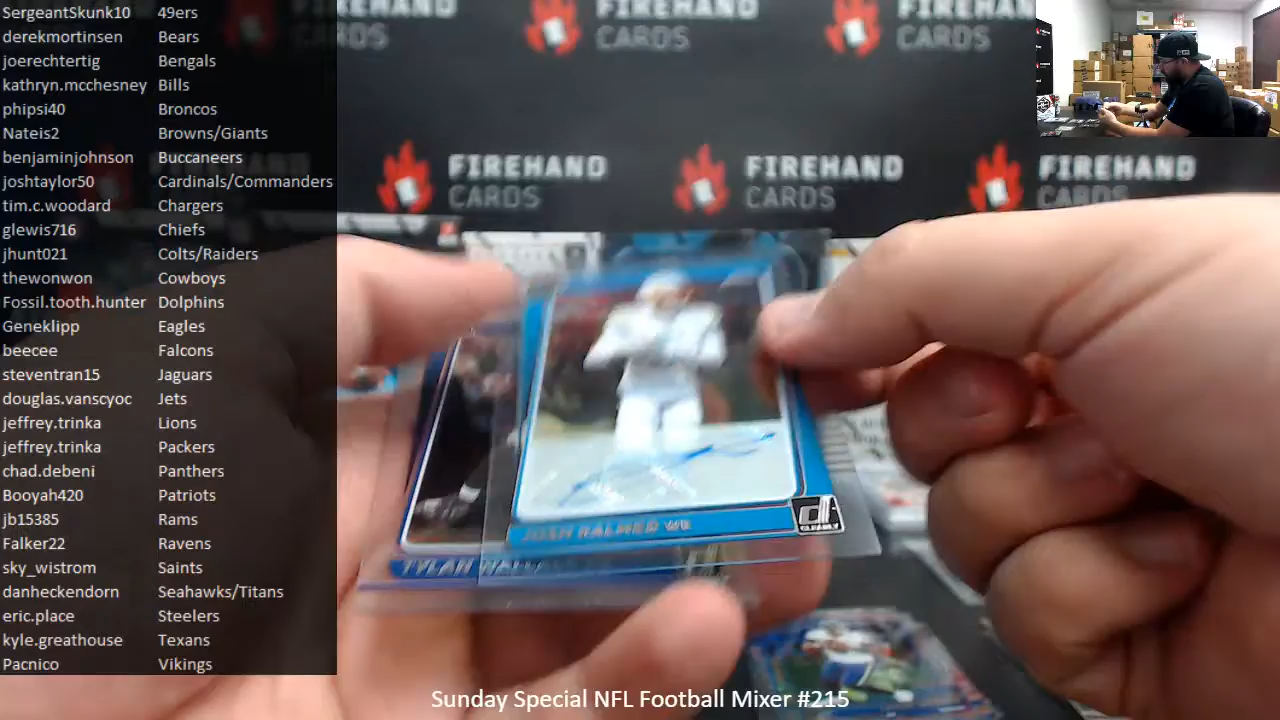 SergeantSkunk10 49ers
derekmortinsen Bears
joerechtertig Bengals
kathryn.mcchesney Bills
phipsi40 Broncos
Nateis2 Browns/Giants
benjaminjohnson Buccaneers
joshtaylor50 Cardinals/Commanders
tim.c.woodard Chargers
glewis716 Chiefs
jhunt021 Colts/Raiders
thewonwon Cowboys
Fossil.tooth.hunter Dolphins
Geneklipp Eagles
beecee Falcons
steventran15 Jaguars
douglas.vanscyoc Jets
jeffrey.trinka Lions
jeffrey.trinka Packers
chad.debeni Panthers
Booyah420 Patriots
jb15385 Rams
Falker22 Ravens
sky_wistrom Saints
danheckendorn Seahawks/Titans
eric.place Steelers
kyle.greathouse Texans
Pacnico Vikings
FIREHAND
CARDS
FIREHAND
CARDS
FIREHAND
CARDS
FIREHAND
CARDS
FIREHAND
CARDS
JOSH PALMER WR
TYLAN
Sunday Special NFL Football Mixer #215